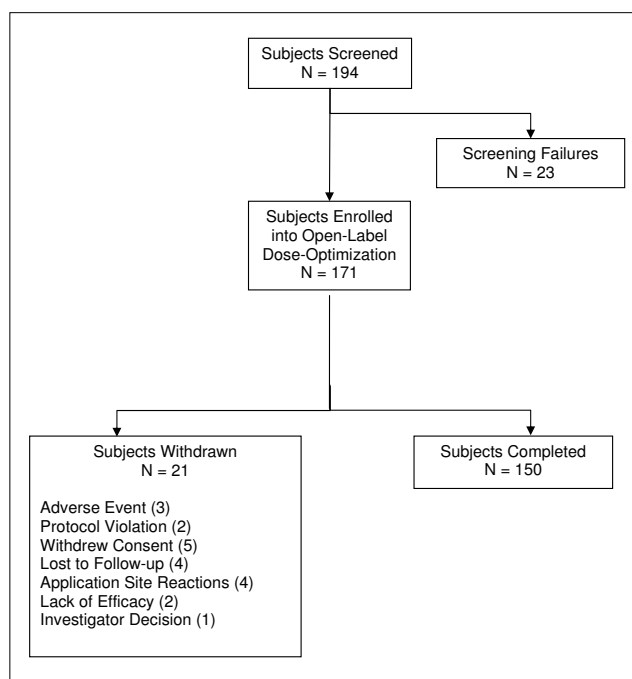 Subjects Screened
N = 194
Screening Failures
N = 23
Subjects Enrolled
into Open-Label
Dose-Optimization
N = 171
Subjects Withdrawn
N = 21
Adverse Event (3)
Protocol Violation (2)
Withdrew Consent (5)
Lost to Follow-up (4)
Application Site Reactions (4)
Lack of Efficacy (2)
Investigator Decision (1)
Subjects Completed
N = 150